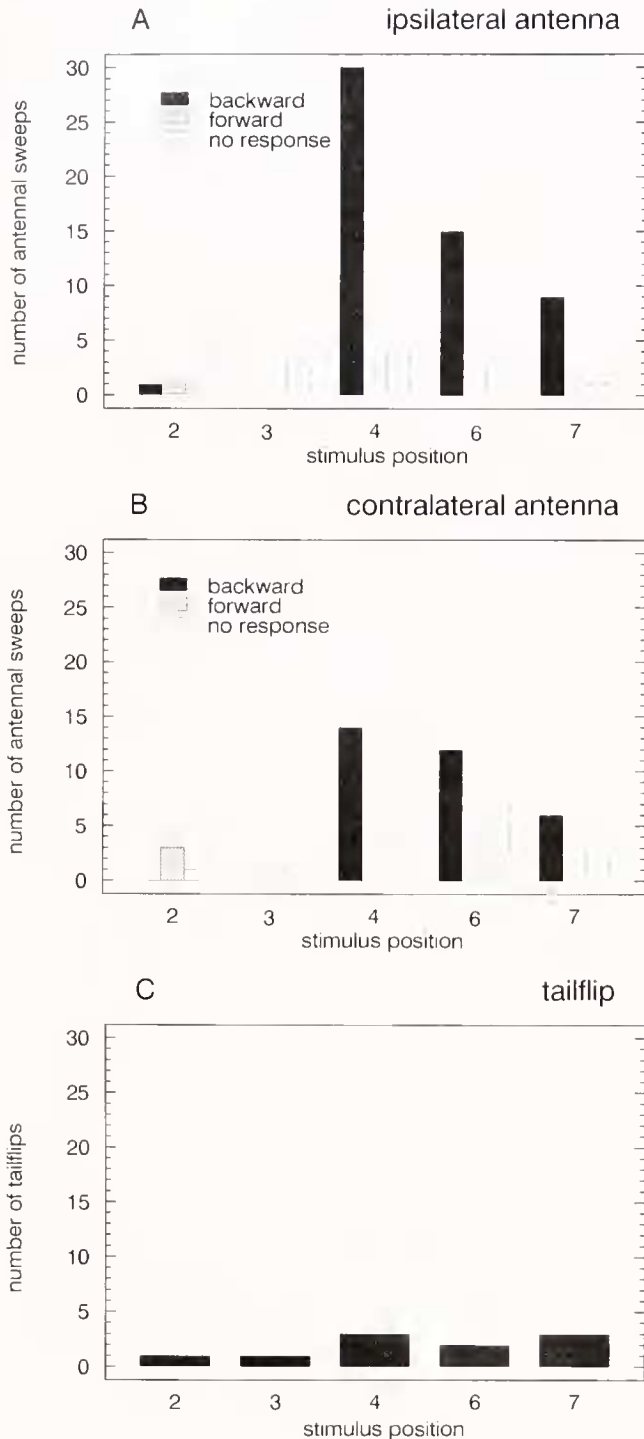 A ipsilateral antenna
30
25
20
15
10
5
0
number of antennal sweeps
backward
forward
no response
2 3 4 6 7
stimulus position
B contralateral antenna
30
25
20
15
10
5
0
number of antennal sweeps
backward
forward
no response
2 3 4 6 7
stimulus position
C tailflip
30
25
20
15
10
5
0
number of tailflips
2 3 4 6 7
stimulus position